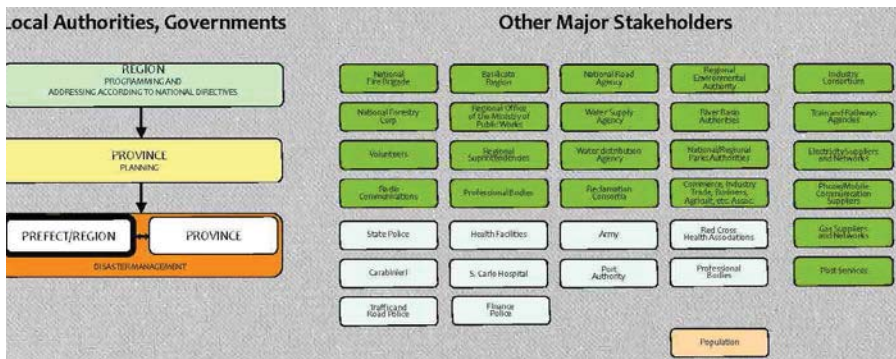 Local Authorities, Governments
Other Major Stakeholders
REGION
PROGRAMMING AND
ADDRESSING ACCORDING TO NATIONAL DIRECTIVES
PROVINCE
PLANNING
PREFECT/REGION
PROVINCE
DISASTER MANAGEMENT
National
Fire Brigade
Basilicata
Region
National Road
Agency
Regional
Environmental
Authority
Industry
Consortium
National Forestry
Corp
Regional Office
of the Ministry of
Public Works
Water Supply
Agency
River Basin
Authorities
Train and Railways
Agencies
Volunteers
Regional
Superintendencies
Water distribution
Agency
National/Regional
Parks Authorities
Electricity Suppliers
and Networks
Radio
Communications
Professional Bodies
Reclamation
Consortia
Commerce, Industry
Trade, Business,
Agricult, etc. Assoc.
Phone/Mobile
Communication
Suppliers
State Police
Health Facilities
Army
Red Cross
Health Assodations
Gas Suppliers
and Networks
Carabinieri
S. Carlo Hospital
Port
Authority
Professional
Bodies
Post Services
Traffic and
Road Police
Finance
Police
Population